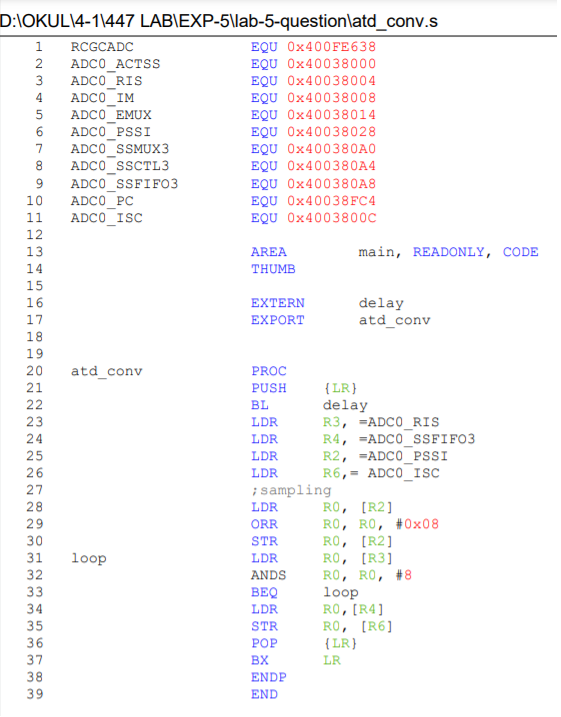 D:\OKUL\4-1\447 LAB\EXP-5\lab-5-question\atd_conv.s
1 RCGCADC EQU 0x400FE638
2 ADC0_ACTSS EQU 0x40038000
3 ADC0_RIS EQU 0x40038004
4 ADC0_IM EQU 0x40038008
5 ADC0_EMUX EQU 0x40038014
6 ADC0_PSSI EQU 0x40038028
7 ADC0_SSMUX3 EQU 0x400380A0
8 ADC0_SSCTL3 EQU 0x400380A4
9 ADC0_SSFIFO3 EQU 0x400380A8
10 ADC0_PC EQU 0x40038FC4
11 ADC0_ISC EQU 0x4003800C
12
13 AREA main, READONLY, CODE
14 THUMB
15
16 EXTERN delay
17 EXPORT atd_conv
18
19
20 atd_conv PROC
21 PUSH {LR}
22 BL delay
23 LDR R3, =ADC0_RIS
24 LDR R4, =ADC0_SSFIFO3
25 LDR R2, =ADC0_PSSI
26 LDR R6,= ADC0_ISC
27 ;sampling
28 LDR R0, [R2]
29 ORR R0, R0, #0x08
30 STR R0, [R2]
31 loop LDR R0, [R3]
32 ANDS R0, R0, #8
33 BEQ loop
34 LDR R0,[R4]
35 STR R0, [R6]
36 POP {LR}
37 BX LR
38 ENDP
39 END